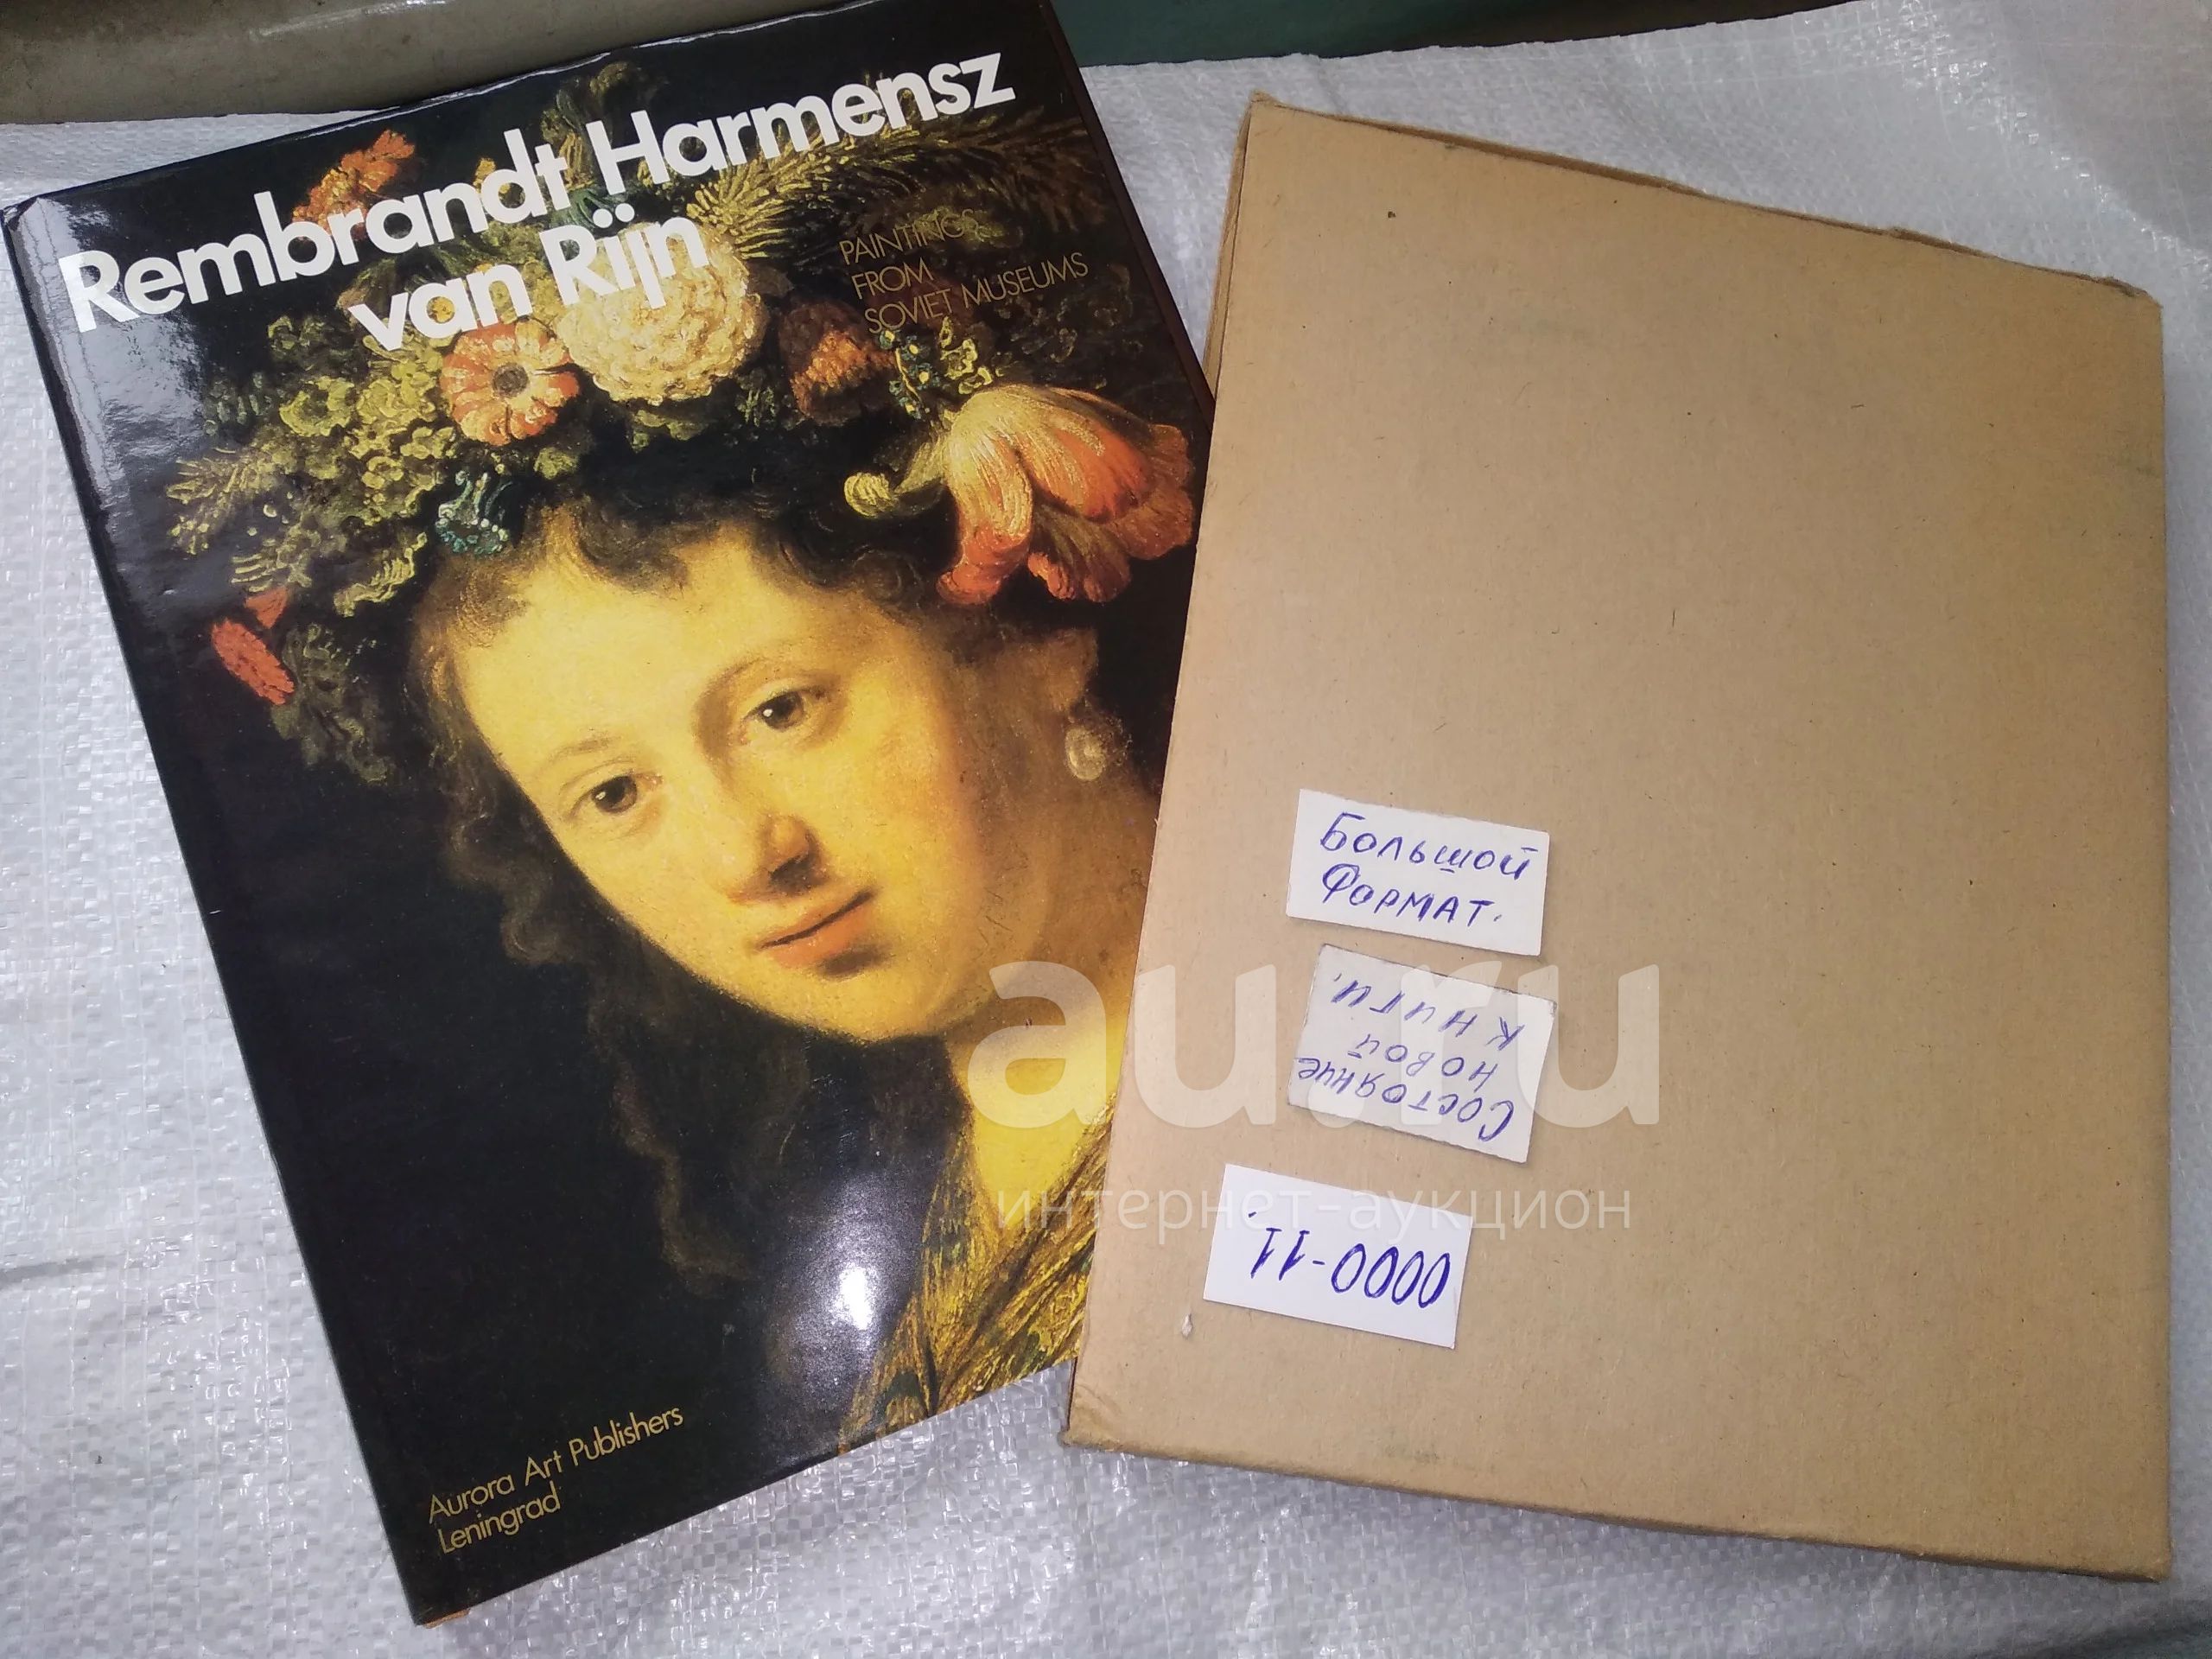 Rembrandt Harmensz
van Rijn
PAINTINGS
FROM
SOVIET MUSEUMS
Aurora Art Publishers
Leningrad
Большой
Формат.
Состояние
новой
книги.
0000-11.
au.ru
интернет-аукцион